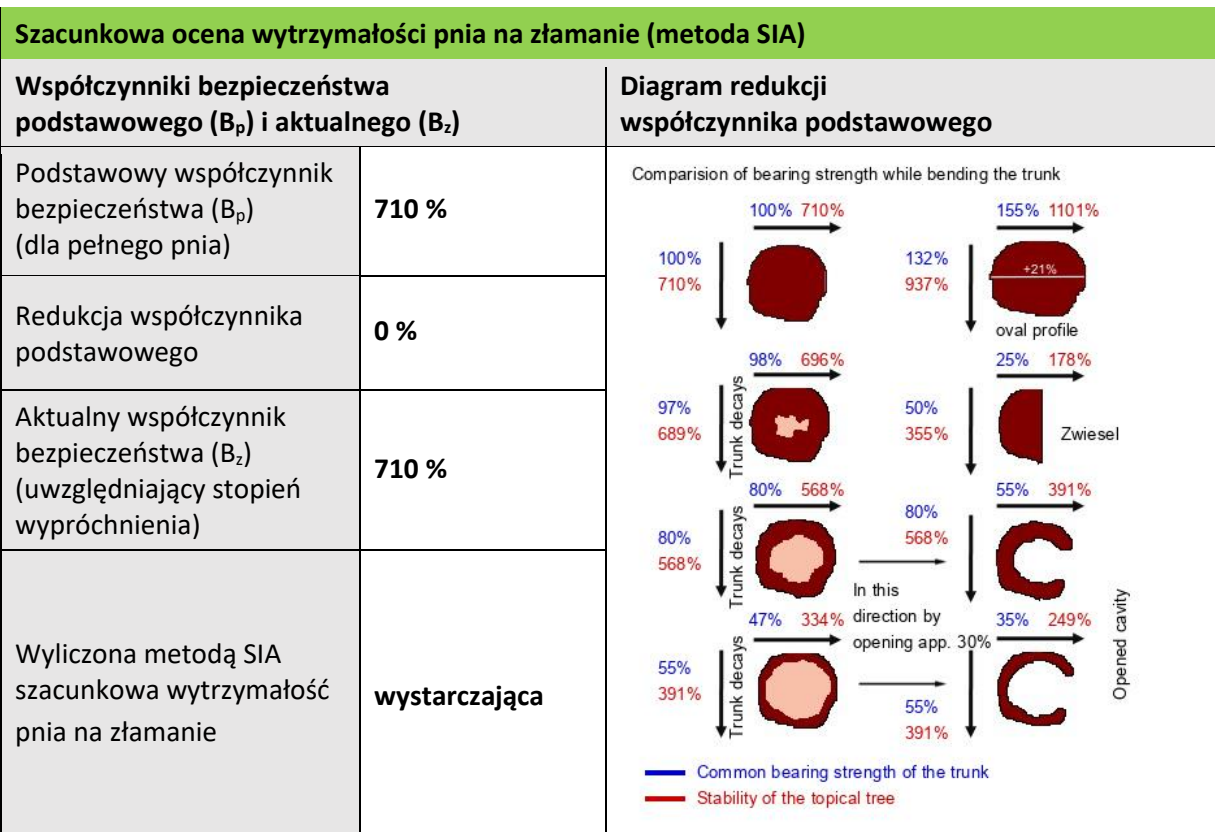 Szacunkowa ocena wytrzymałości pnia na złamanie (metoda SIA)
Współczynniki bezpieczeństwa
podstawowego (Bₚ) i aktualnego (B_z)
Diagram redukcji
współczynnika podstawowego
Podstawowy współczynnik
bezpieczeństwa (Bₚ)
(dla pełnego pnia)
710 %
Redukcja współczynnika
podstawowego
0 %
Aktualny współczynnik
bezpieczeństwa (B_z)
(uwzględniający stopień
wypróchnienia)
710 %
Wyliczona metodą SIA
szacunkowa wytrzymałość
pnia na złamanie
wystarczająca
Comparision of bearing strength while bending the trunk
100% 710%
100%
710%
155% 1101%
132%
937%
+21%
oval profile
98% 696%
97%
689%
Trunk decays
25% 178%
50%
355%
Zwiesel
80% 568%
80%
568%
Trunk decays
55% 391%
80%
568%
In this
direction by
opening app. 30%
47% 334%
55%
391%
Trunk decays
35% 249%
55%
391%
Opened cavity
Common bearing strength of the trunk
Stability of the topical tree